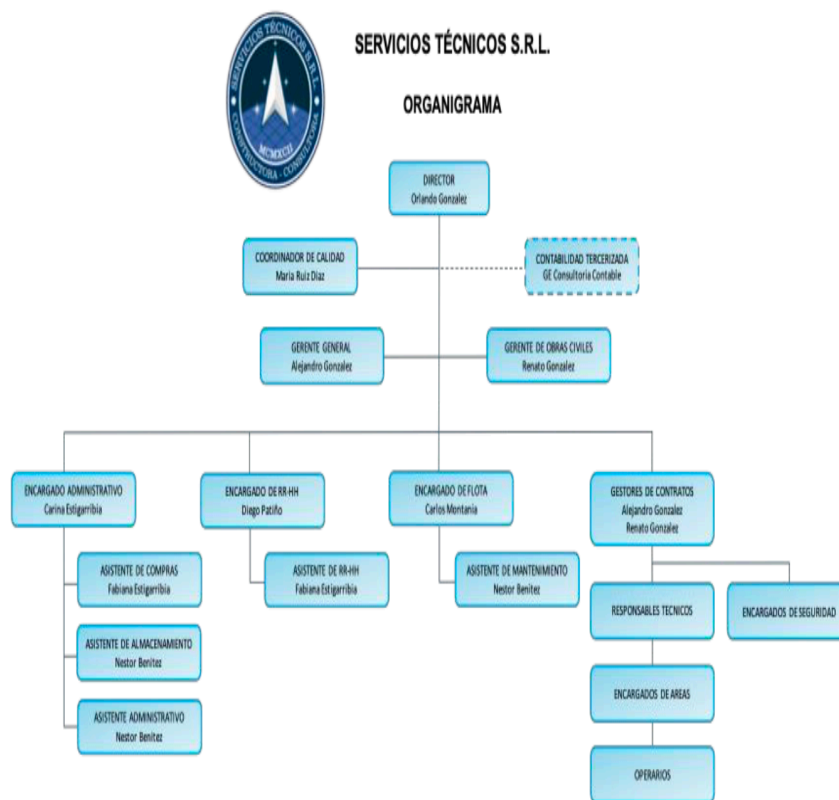 SERVICIOS TÉCNICOS S.R.L.
CONSTRUCTORA - CONSULTORA
MCMXCII
SERVICIOS TÉCNICOS S.R.L.
ORGANIGRAMA
DIRECTOR
Orlando Gonzalez
COORDINADOR DE CALIDAD
Maria Ruiz Diaz
CONTABILIDAD TERCERIZADA
GE Consultoria Contable
GERENTE GENERAL
Alejandro Gonzalez
GERENTE DE OBRAS CIVILES
Renato Gonzalez
ENCARGADO ADMINISTRATIVO
Carina Estigarribia
ENCARGADO DE RR-HH
Diego Patiño
ENCARGADO DE FLOTA
Carlos Montania
GESTORES DE CONTRATOS
Alejandro Gonzalez
Renato Gonzalez
ASISTENTE DE COMPRAS
Fabiana Estigarribia
ASISTENTE DE RR-HH
Fabiana Estigarribia
ASISTENTE DE MANTENIMIENTO
Nestor Benitez
RESPONSABLES TECNICOS
ENCARGADOS DE SEGURIDAD
ASISTENTE DE ALMACENAMIENTO
Nestor Benitez
ENCARGADOS DE AREAS
ASISTENTE ADMINISTRATIVO
Nestor Benitez
OPERARIOS